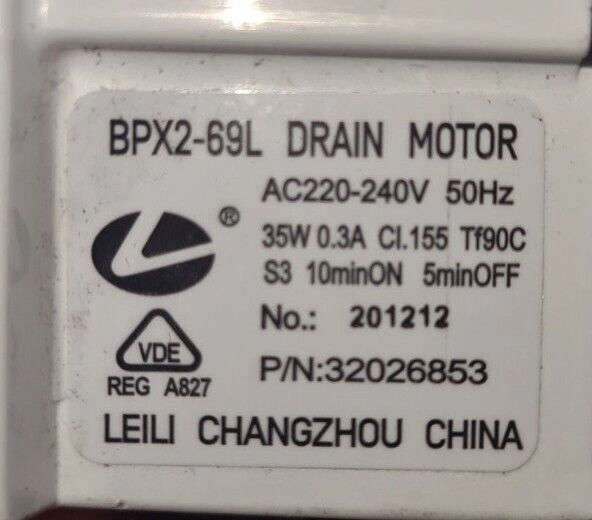 BPX2-69L DRAIN MOTOR
AC220-240V 50Hz
®
35W 0.3A Cl.155 Tf90C
S3 10minON 5minOFF
No.: 201212
VDE
REG A827
P/N:32026853
LEILI CHANGZHOU CHINA